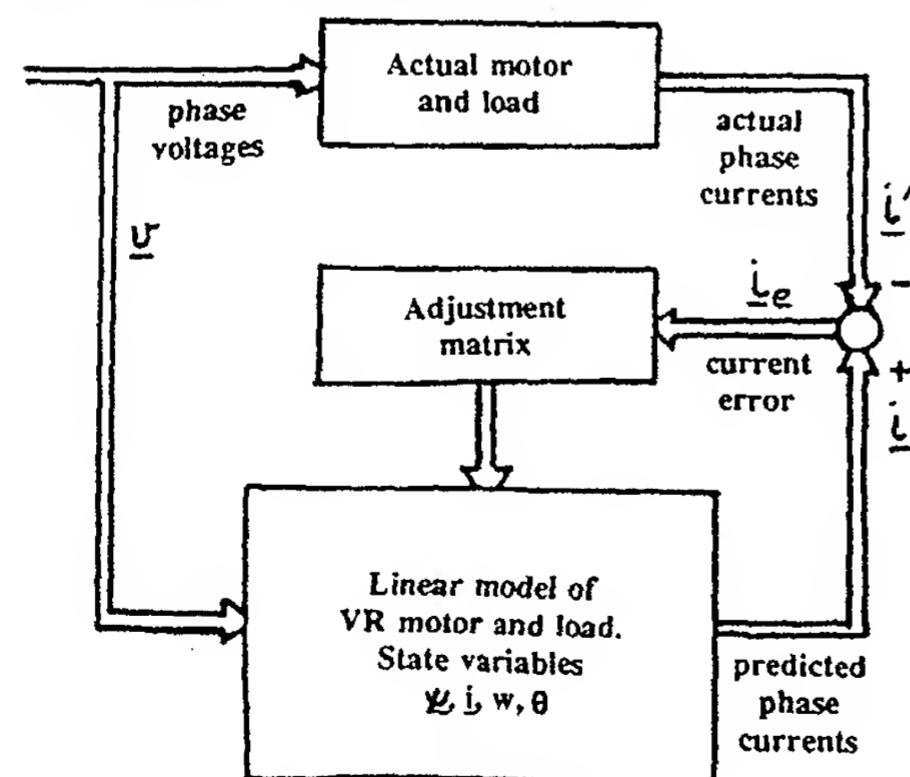 Actual motor
and load
phase
voltages
actual
phase
currents
v
i'
-
i_e
Adjustment
matrix
current
error
+
i
Linear model of
VR motor and load.
State variables
ψ, i, w, θ
predicted
phase
currents